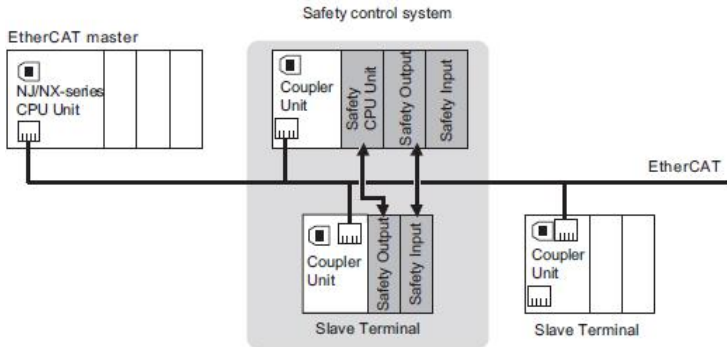 Safety control system
EtherCAT master
NJ/NX-series
CPU Unit
Coupler
Unit
Safety
CPU Unit
Safety Output
Safety Input
EtherCAT
Coupler
Unit
Safety Output
Safety Input
Slave Terminal
Coupler
Unit
Slave Terminal